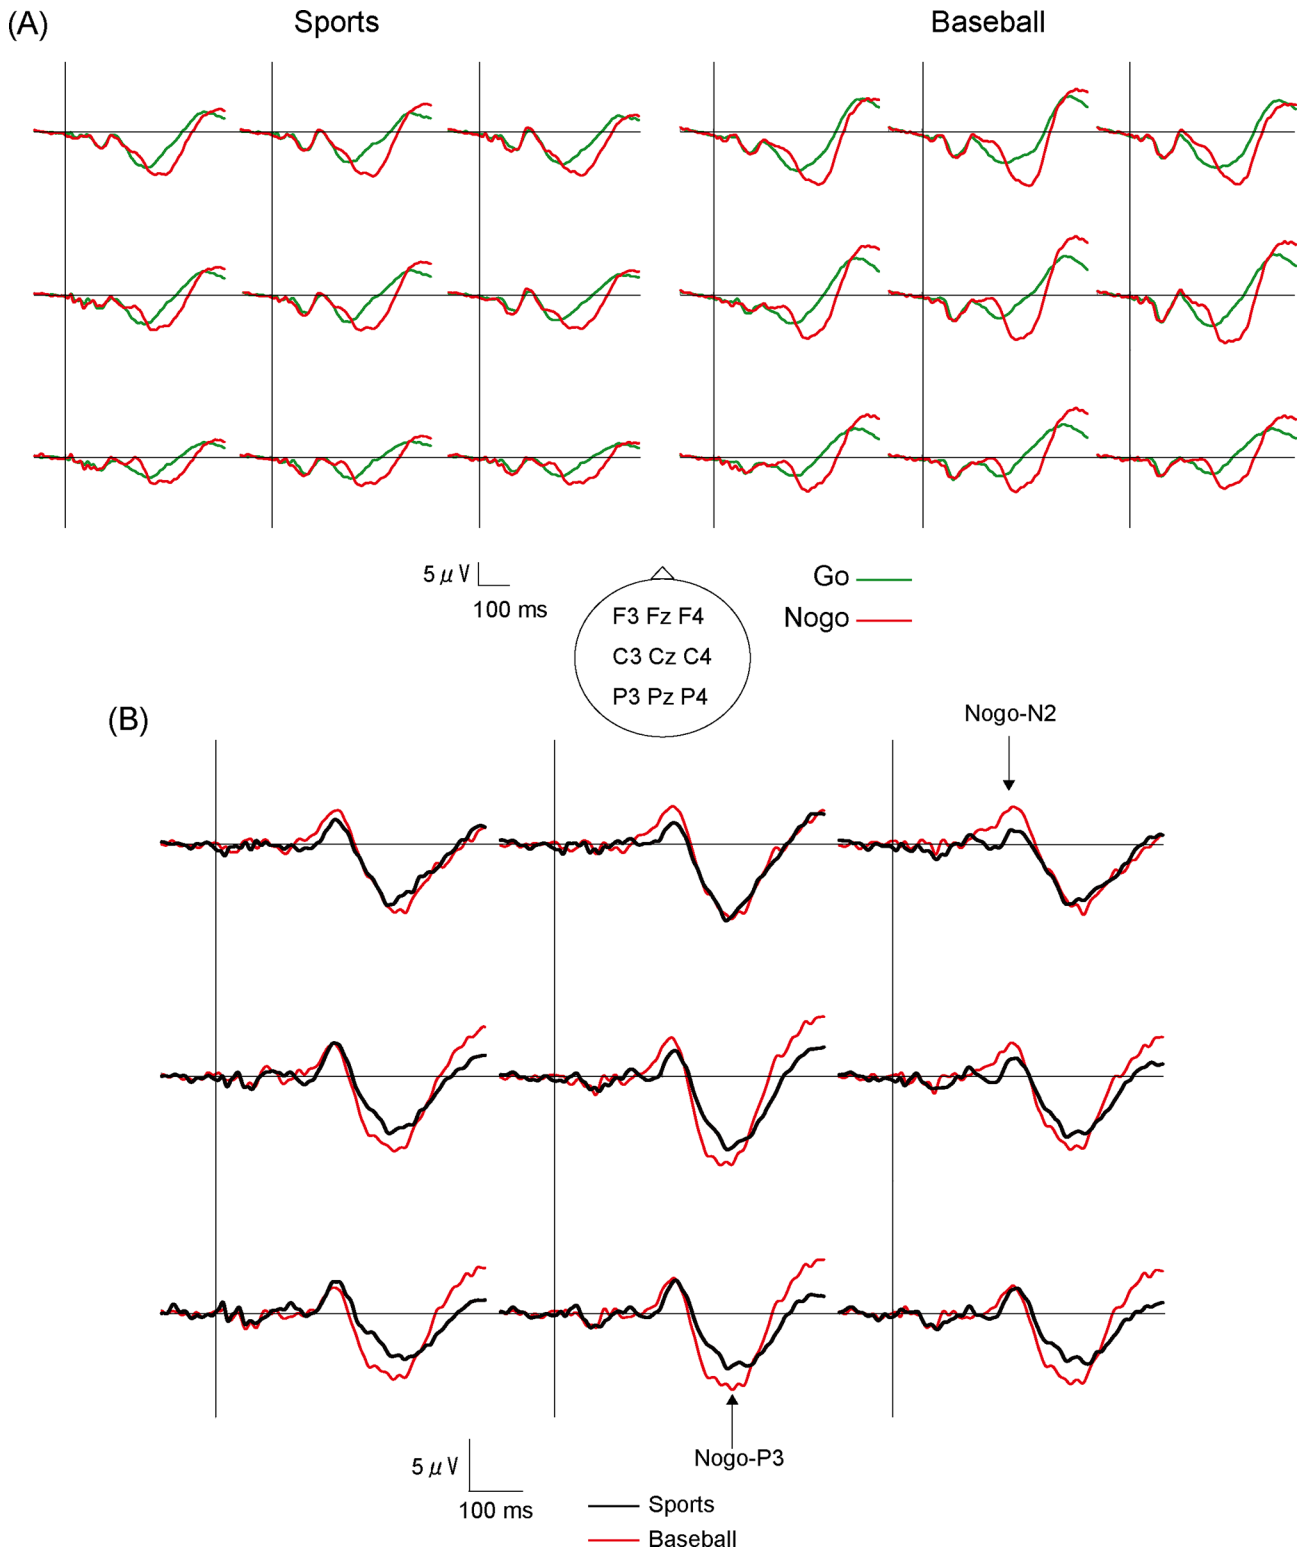 (A)
Sports
Baseball
5 μV
100 ms
Go
Nogo
F3 Fz F4
C3 Cz C4
P3 Pz P4
(B)
Nogo-N2
Nogo-P3
5 μV
100 ms
Sports
Baseball